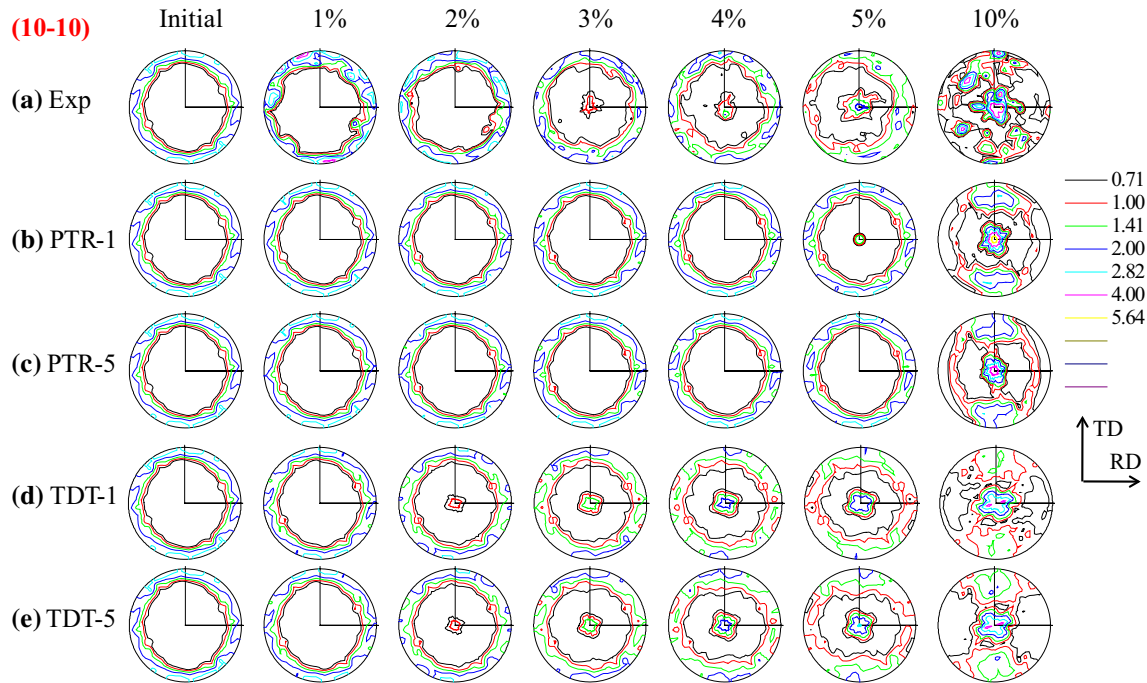 (10-10)
Initial 1% 2% 3% 4% 5% 10%
(a) Exp
(b) PTR-1
(c) PTR-5
(d) TDT-1
(e) TDT-5
0.71
1.00
1.41
2.00
2.82
4.00
5.64
TD
RD